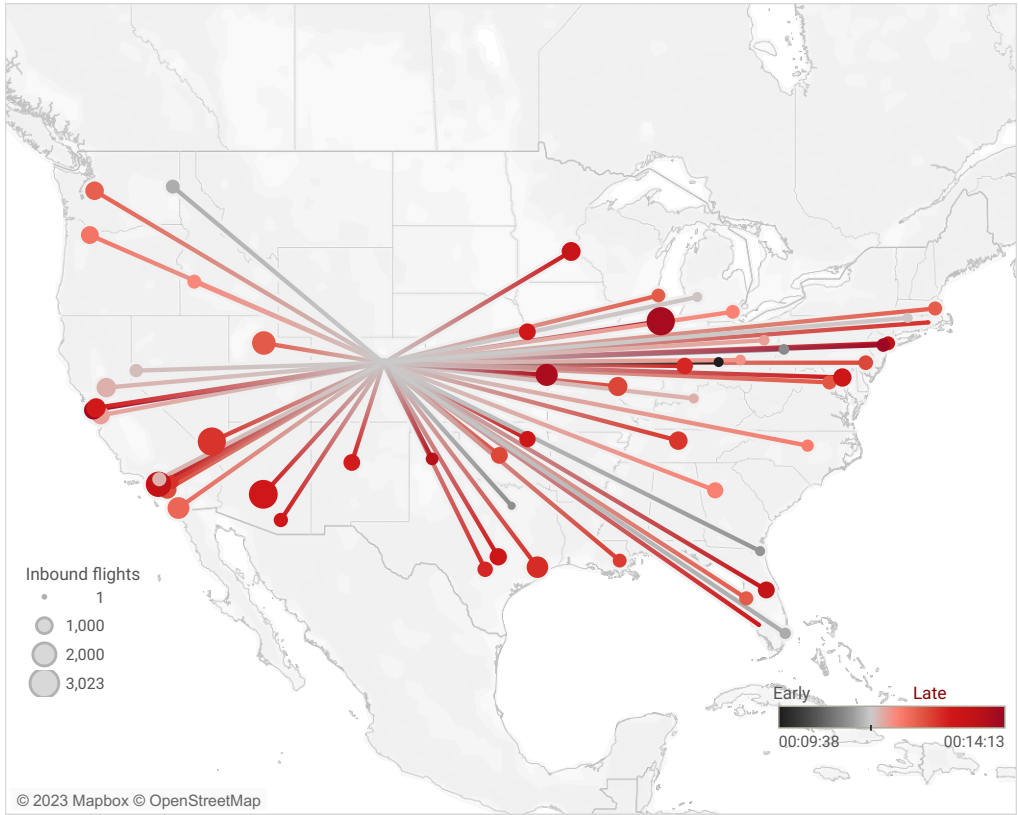 Inbound flights
1
1,000
2,000
3,023
Early Late
00:09:38 00:14:13
© 2023 Mapbox © OpenStreetMap